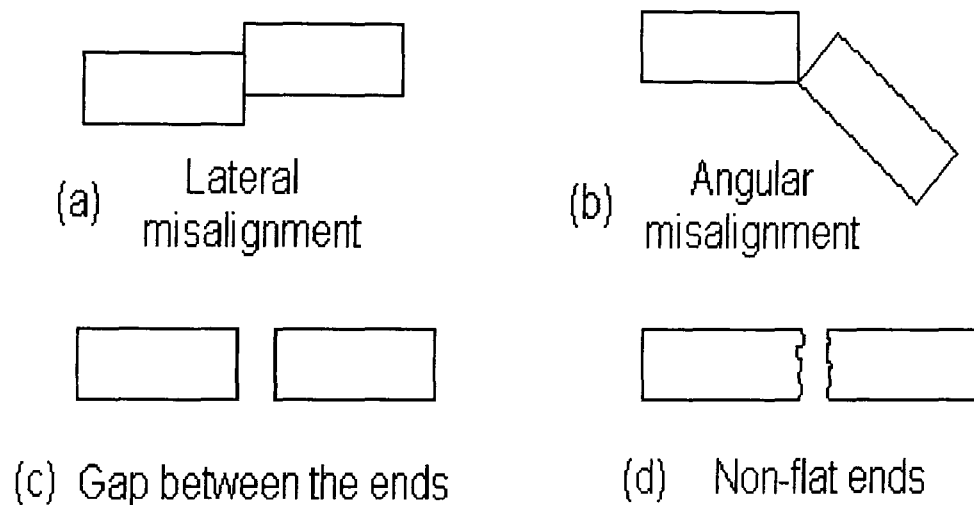 (a) Lateral
misalignment
(b) Angular
misalignment
(c) Gap between the ends
(d) Non-flat ends